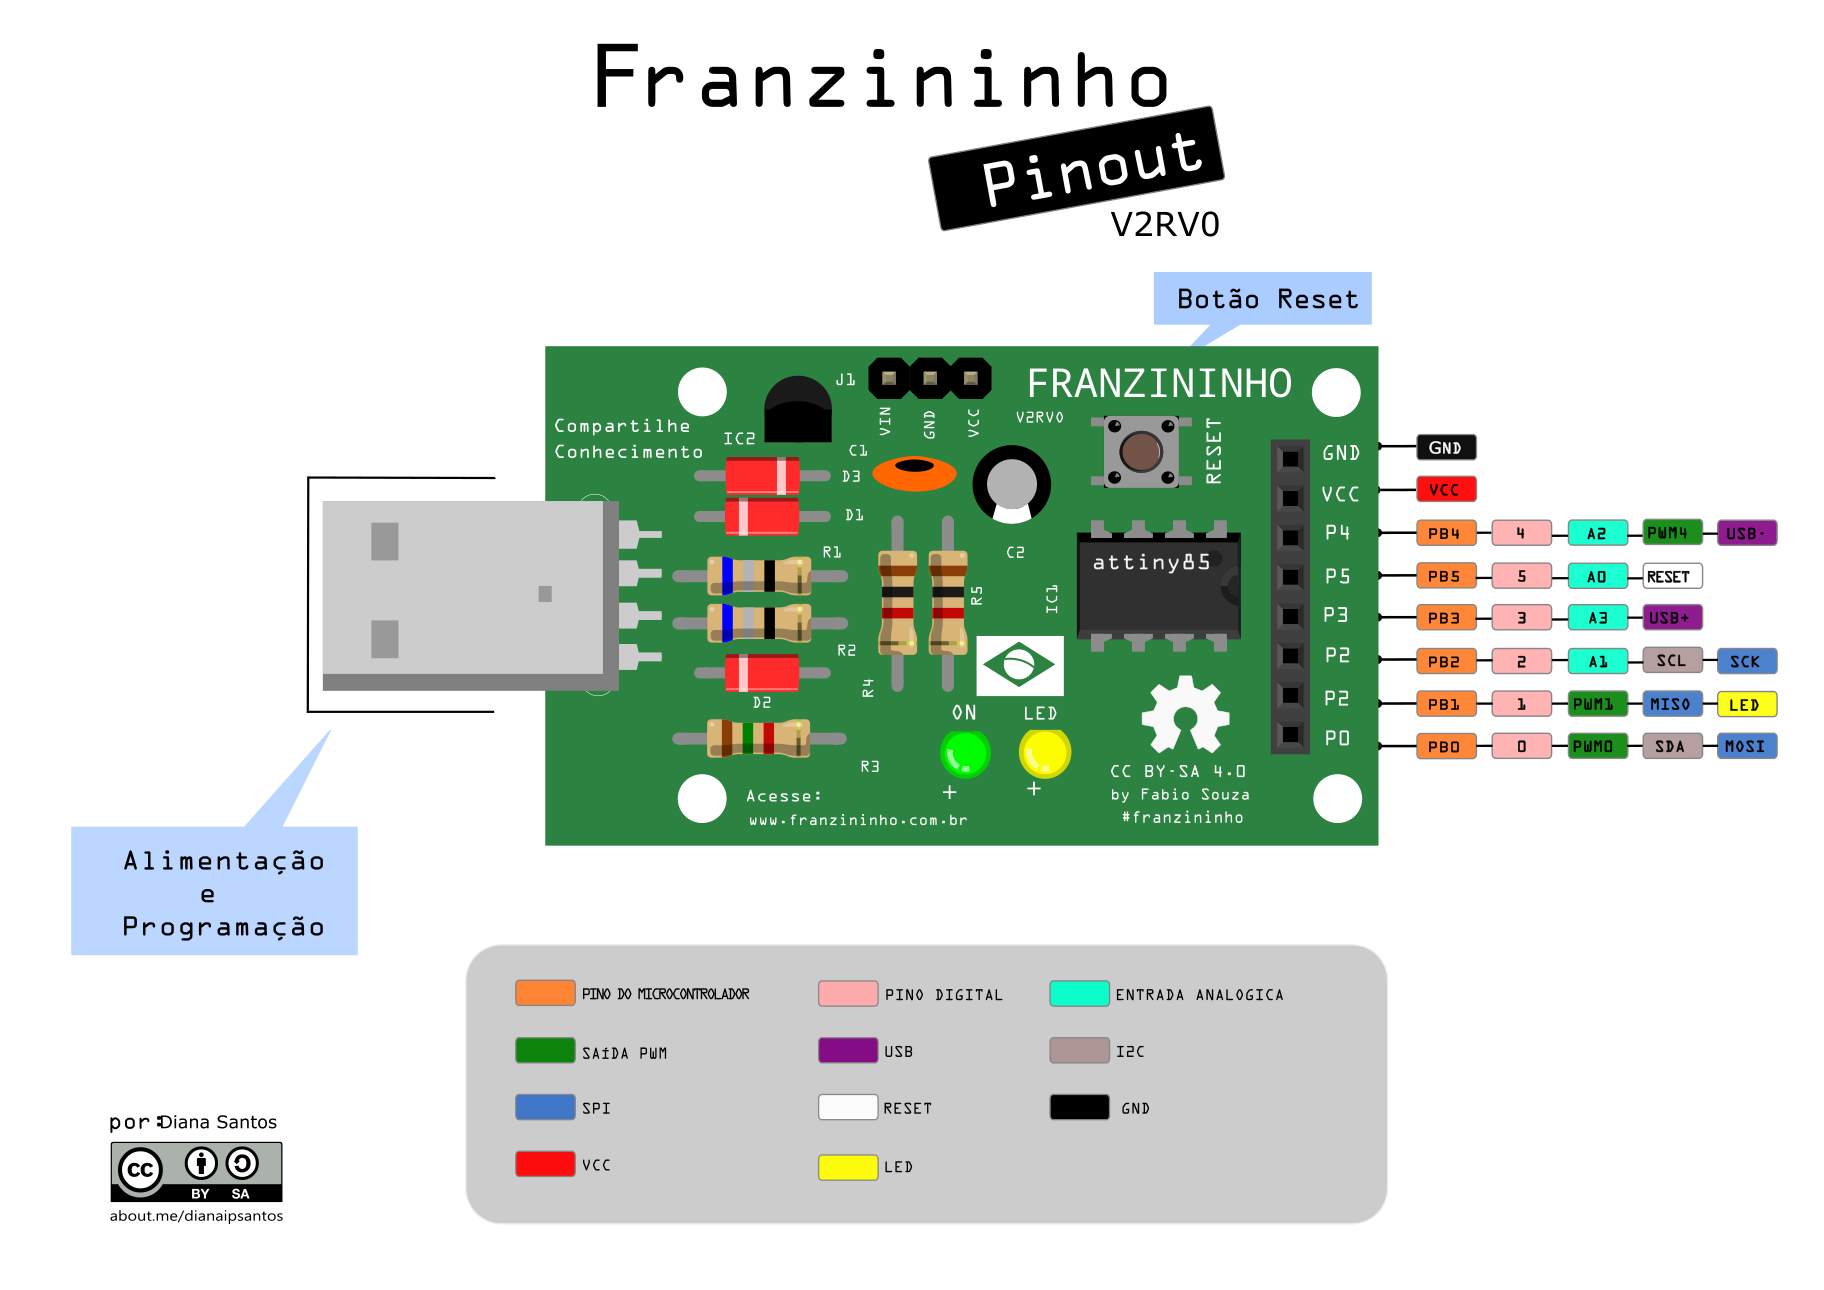 Franzininho
Pinout
V2RV0
Botão Reset
FRANZININHO
V2RV0
J1
VIN
GND
VCC
Compartilhe
Conhecimento
IC2
C1
D3
D1
R1
R2
D2
R4
R5
C2
IC1
R3
attiny85
RESET
ON
LED
+
+
Acesse:
www.franzininho.com.br
CC BY-SA 4.0
by Fabio Souza
#franzininho
GND GND
VCC VCC
P4 PB4 4 A2 PWM4 USB-
P5 PB5 5 A0 RESET
P3 PB3 3 A3 USB+
P2 PB2 2 A1 SCL SCK
P2 PB1 1 PWM1 MISO LED
P0 PB0 0 PWM0 SDA MOSI
Alimentação
e
Programação
PINO DO MICROCONTROLADOR
PINO DIGITAL
ENTRADA ANALOGICA
SAÍDA PWM
USB
I2C
SPI
RESET
GND
VCC
LED
por:Diana Santos
cc
BY SA
about.me/dianaipsantos